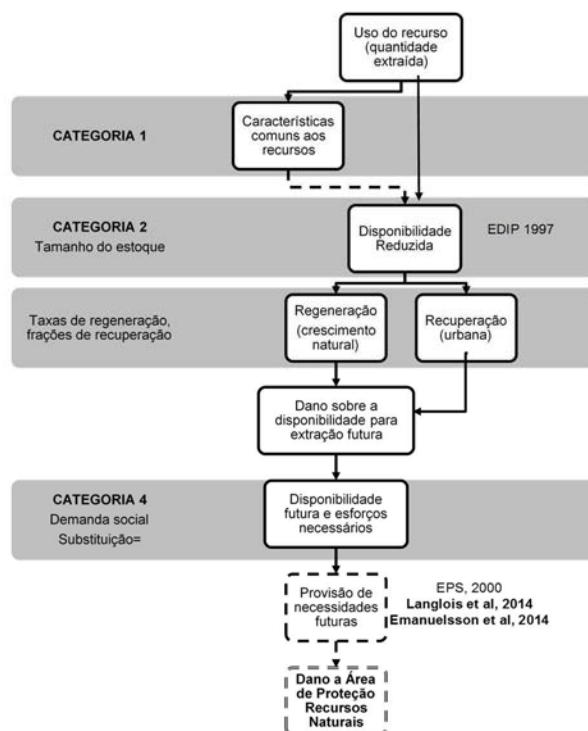 Uso do recurso
(quantidade
extraída)
CATEGORIA 1
Características
comuns aos
recursos
CATEGORIA 2
Tamanho do estoque
Disponibilidade
Reduzida
EDIP 1997
Taxas de regeneração,
frações de recuperação
Regeneração
(crescimento
natural)
Recuperação
(urbana)
Dano sobre a
disponibilidade para
extração futura
CATEGORIA 4
Demanda social
Substituição=
Disponibilidade
futura e esforços
necessários
Provisão de
necessidades
futuras
EPS, 2000
Langlois et al, 2014
Emanuelsson et al, 2014
Dano a Área
de Proteção
Recursos
Naturais